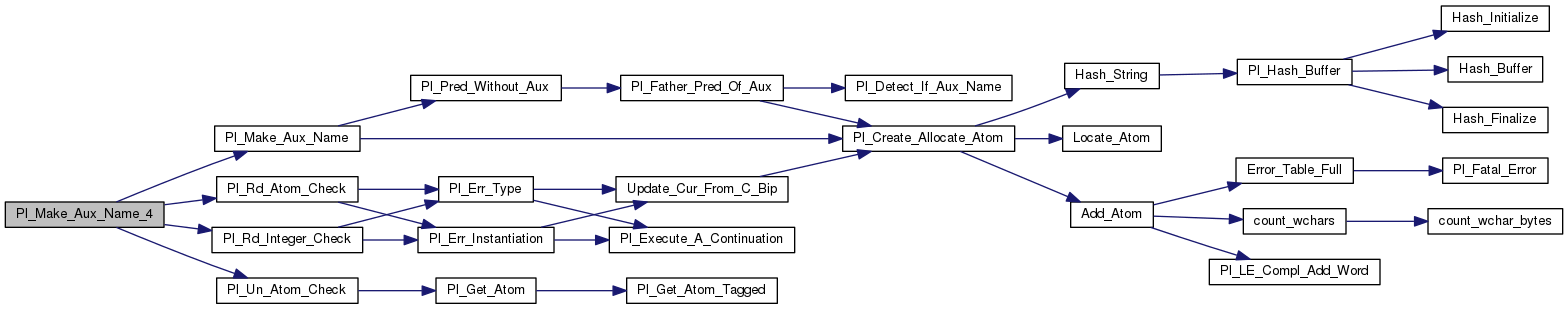 Pl_Make_Aux_Name_4
Pl_Make_Aux_Name
Pl_Rd_Atom_Check
Pl_Rd_Integer_Check
Pl_Un_Atom_Check
Pl_Pred_Without_Aux
Pl_Err_Type
Pl_Err_Instantiation
Pl_Get_Atom
Pl_Father_Pred_Of_Aux
Update_Cur_From_C_Bip
Pl_Execute_A_Continuation
Pl_Get_Atom_Tagged
Pl_Detect_If_Aux_Name
Pl_Create_Allocate_Atom
Hash_String
Locate_Atom
Add_Atom
Pl_Hash_Buffer
Error_Table_Full
count_wchars
Pl_LE_Compl_Add_Word
Hash_Initialize
Hash_Buffer
Hash_Finalize
Pl_Fatal_Error
count_wchar_bytes